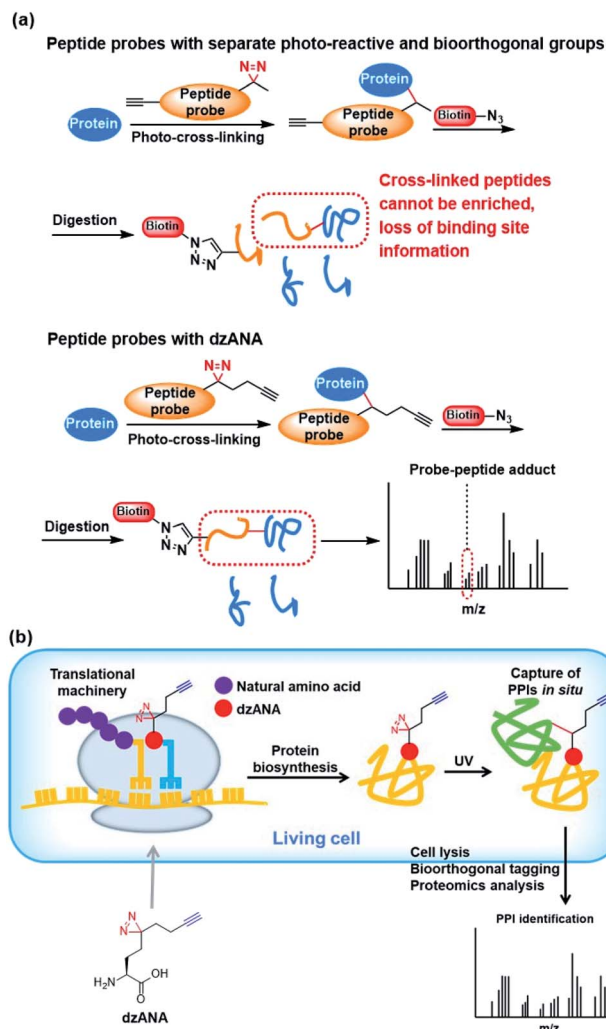 (a)
Peptide probes with separate photo-reactive and bioorthogonal groups
N=N
Protein
Peptide
probe
Photo-cross-linking
Protein
Peptide
probe
Biotin
N3
Digestion
Biotin
N
N=N
Cross-linked peptides
cannot be enriched,
loss of binding site
information
Peptide probes with dzANA
N=N
Protein
Peptide
probe
Photo-cross-linking
Protein
Peptide
probe
Biotin
N3
Digestion
Biotin
N
N=N
Probe-peptide adduct
m/z
(b)
Translational
machinery
N=N
Natural amino acid
dzANA
Protein
biosynthesis
N=N
UV
Capture of
PPIs in situ
Living cell
Cell lysis
Bioorthogonal tagging
Proteomics analysis
N=N
H2N
OH
O
dzANA
PPI identification
m/z